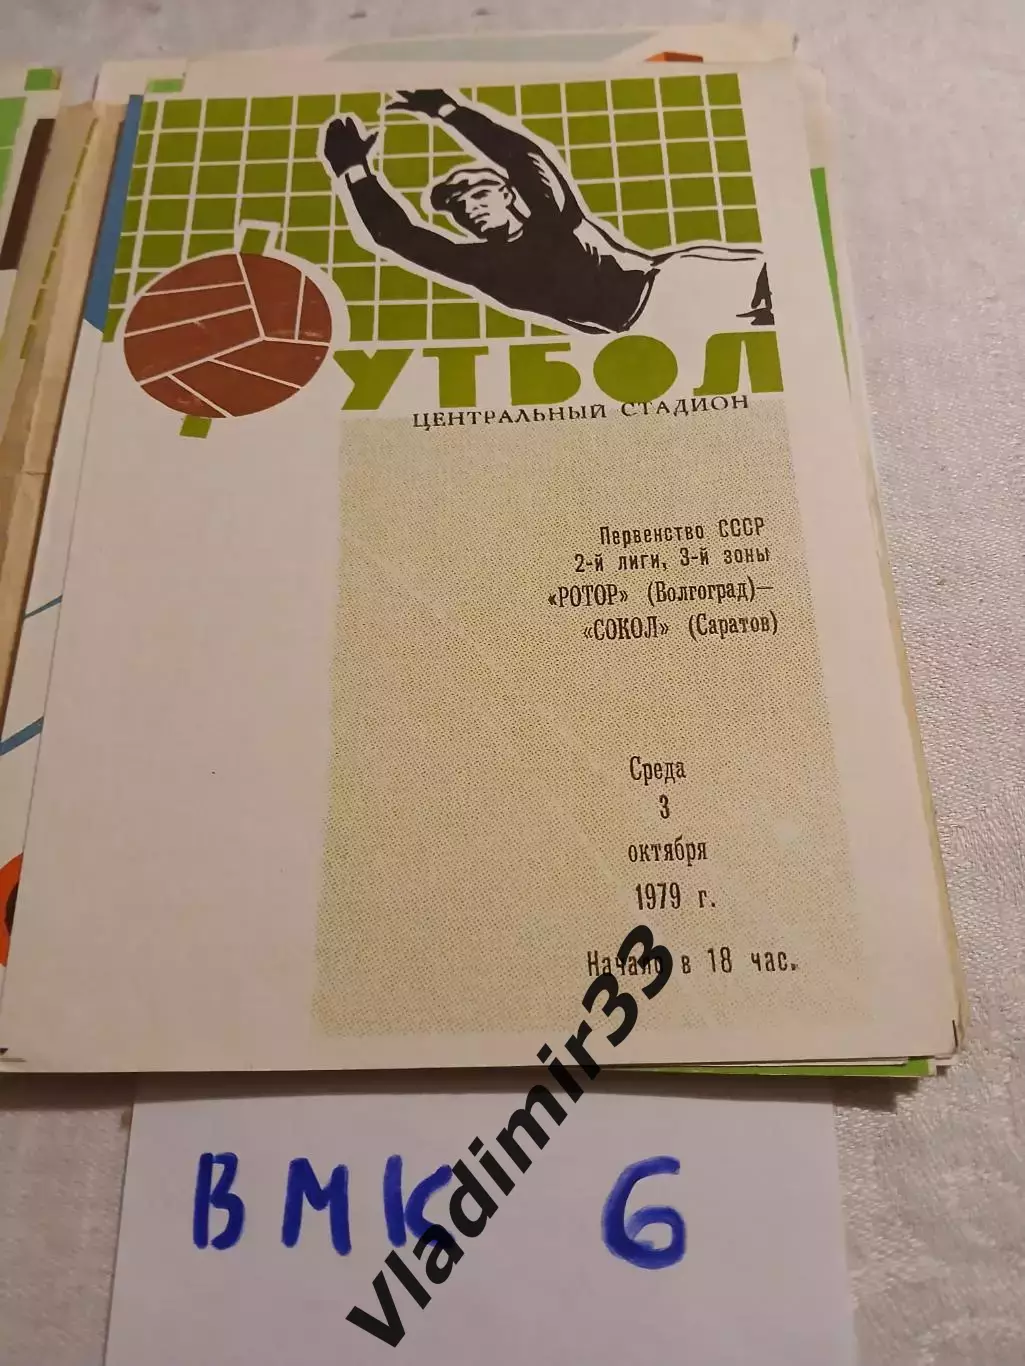 ФУТБОЛ
ЦЕНТРАЛЬНЫЙ СТАДИОН
Первенство СССР
2-й лиги, 3-й зоны
«РОТОР» (Волгоград)—
«СОКОЛ» (Саратов)
Среда
3
октября
1979 г.
Начало в 18 час.
ВМК 6
Vladimir33